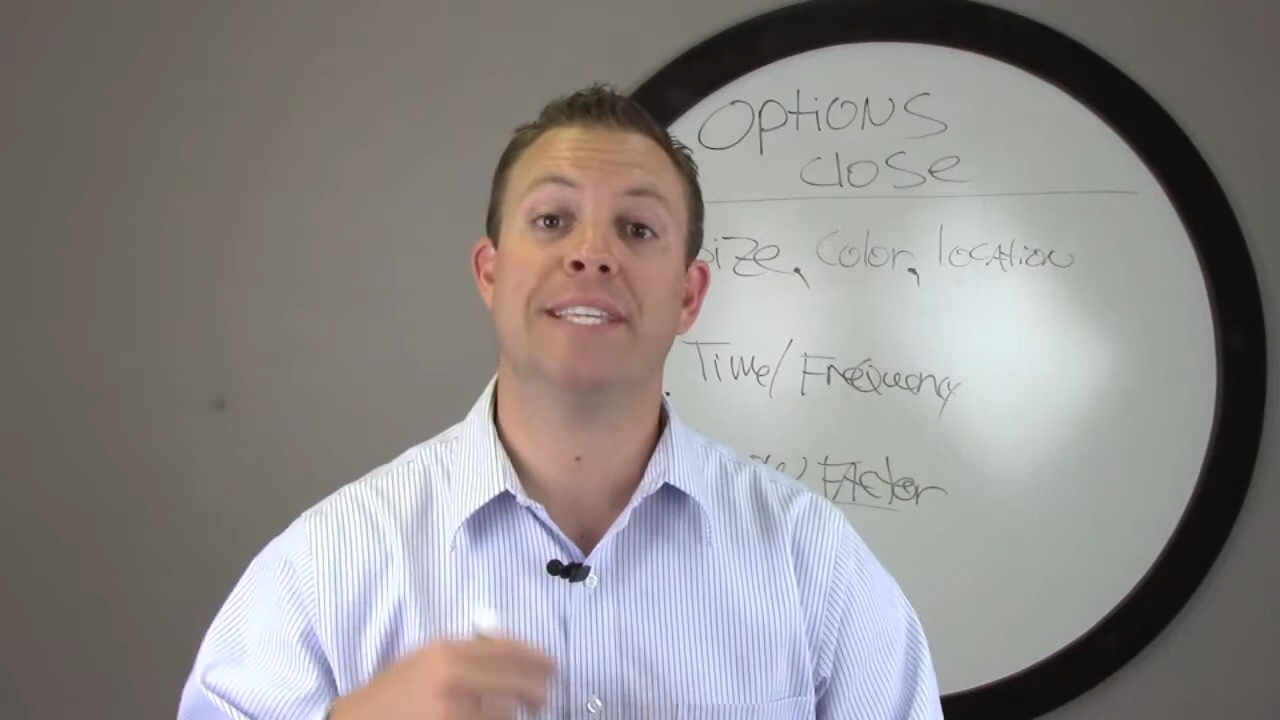 OPtiONS
close
size, Color, locAtion
Time/Frequency
FActor